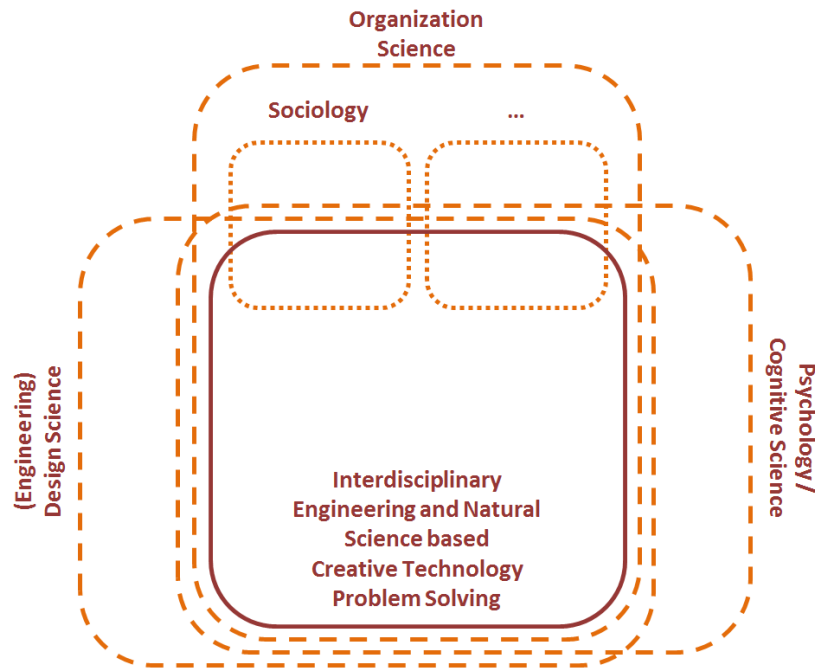 Organization
Science
Sociology
...
(Engineering)
Design Science
Psychology /
Cognitive Science
Interdisciplinary
Engineering and Natural
Science based
Creative Technology
Problem Solving